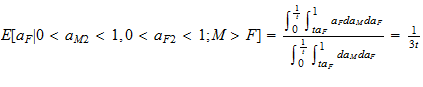 E[a_F|0 < a_{M2} < 1, 0 < a_{F2} < 1; M > F] = \frac{\int_0^{\frac{1}{t}} \int_{ta_F}^{1} a_F da_M da_F}{\int_0^{\frac{1}{t}} \int_{ta_F}^{1} da_M da_F} = \frac{1}{3t}